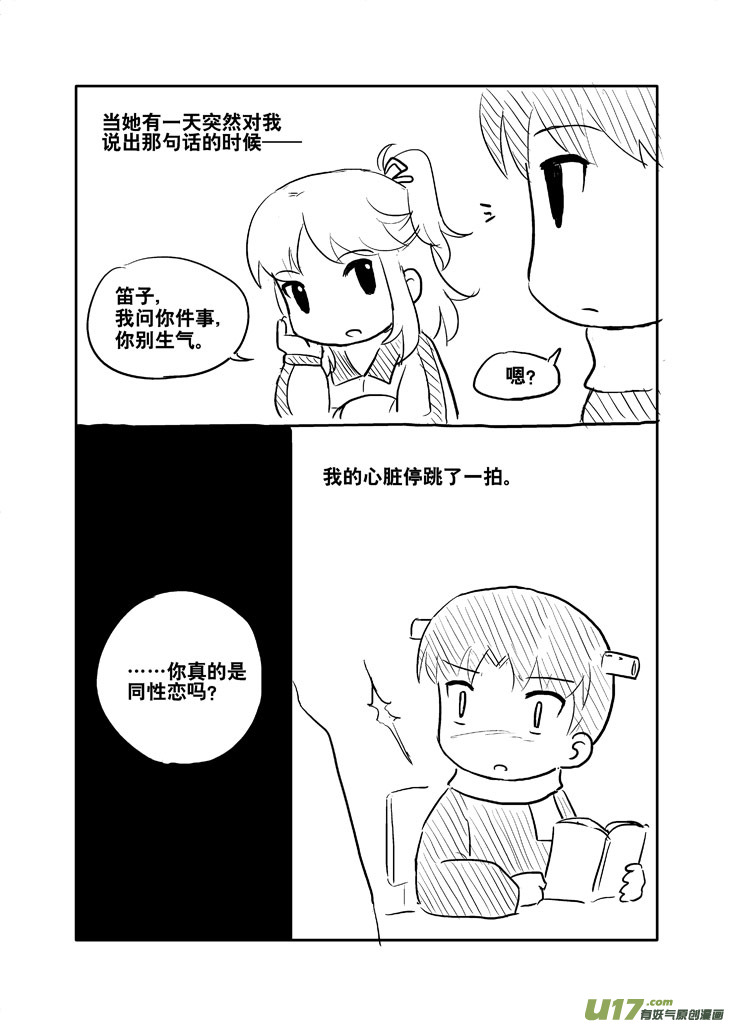 当她有一天突然对我
说出那句话的时候——
笛子，
我问你件事，
你别生气。
嗯？
我的心脏停跳了一拍。
……你真的是
同性恋吗？
U17.com
有妖气原创漫画